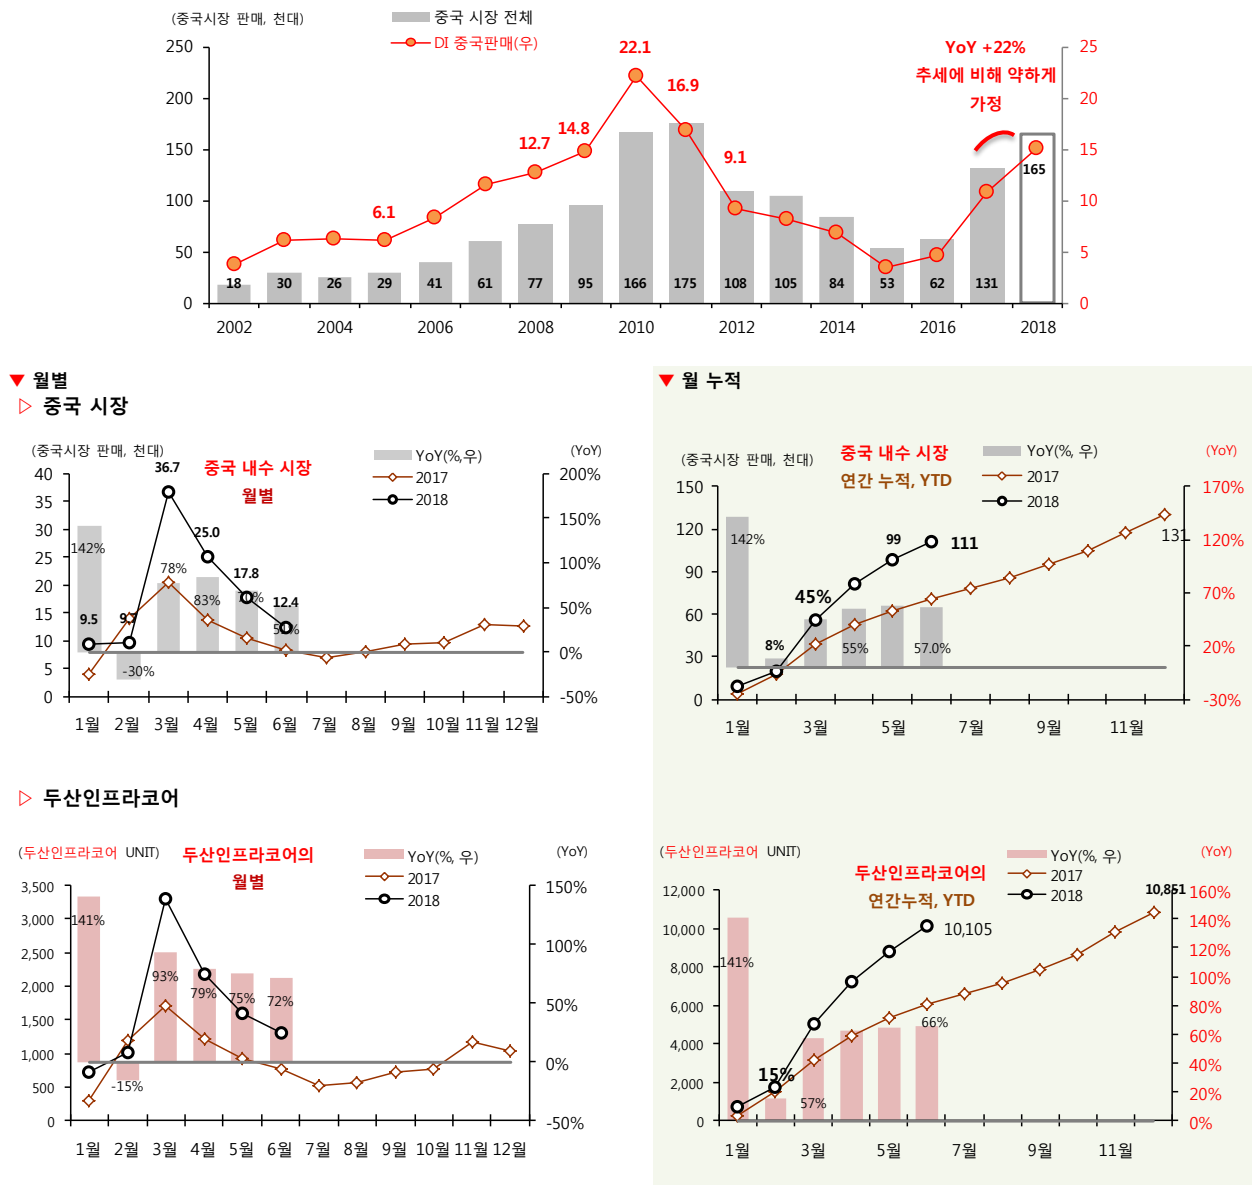 (중국시장 판매, 천대)
중국 시장 전체
DI 중국판매(우)
YoY +22%
추세에 비해 약하게
가정
250
200
150
100
50
0
25
20
15
10
5
0
6.1
12.7
14.8
22.1
16.9
9.1
18
30
26
29
41
61
77
95
166
175
108
105
84
53
62
131
165
2002
2004
2006
2008
2010
2012
2014
2016
2018
▼ 월별
▷ 중국 시장
(중국시장 판매, 천대)
중국 내수 시장
월별
YoY(%,우)
2017
2018
(YoY)
40
35
30
25
20
15
10
5
0
200%
150%
100%
50%
0%
-50%
36.7
25.0
17.8
12.4
9.5
142%
-30%
78%
83%
1월
2월
3월
4월
5월
6월
7월
8월
9월
10월
11월
12월
▼ 월 누적
(중국시장 판매, 천대)
중국 내수 시장
연간 누적, YTD
YoY(%, 우)
2017
2018
(YoY)
150
120
90
60
30
0
170%
120%
70%
20%
-30%
142%
8%
45%
55%
57.0%
99
111
131
1월
3월
5월
7월
9월
11월
▷ 두산인프라코어
(두산인프라코어 UNIT)
두산인프라코어의
월별
YoY(%, 우)
2017
2018
(YoY)
3,500
3,000
2,500
2,000
1,500
1,000
500
0
150%
100%
50%
0%
-50%
141%
-15%
93%
79%
75%
72%
1월
2월
3월
4월
5월
6월
7월
8월
9월
10월
11월
12월
(두산인프라코어 UNIT)
두산인프라코어의
연간누적, YTD
YoY(%, 우)
2017
2018
(YoY)
12,000
10,000
8,000
6,000
4,000
2,000
0
160%
140%
120%
100%
80%
60%
40%
20%
0%
141%
15%
57%
66%
10,105
10,851
1월
3월
5월
7월
9월
11월